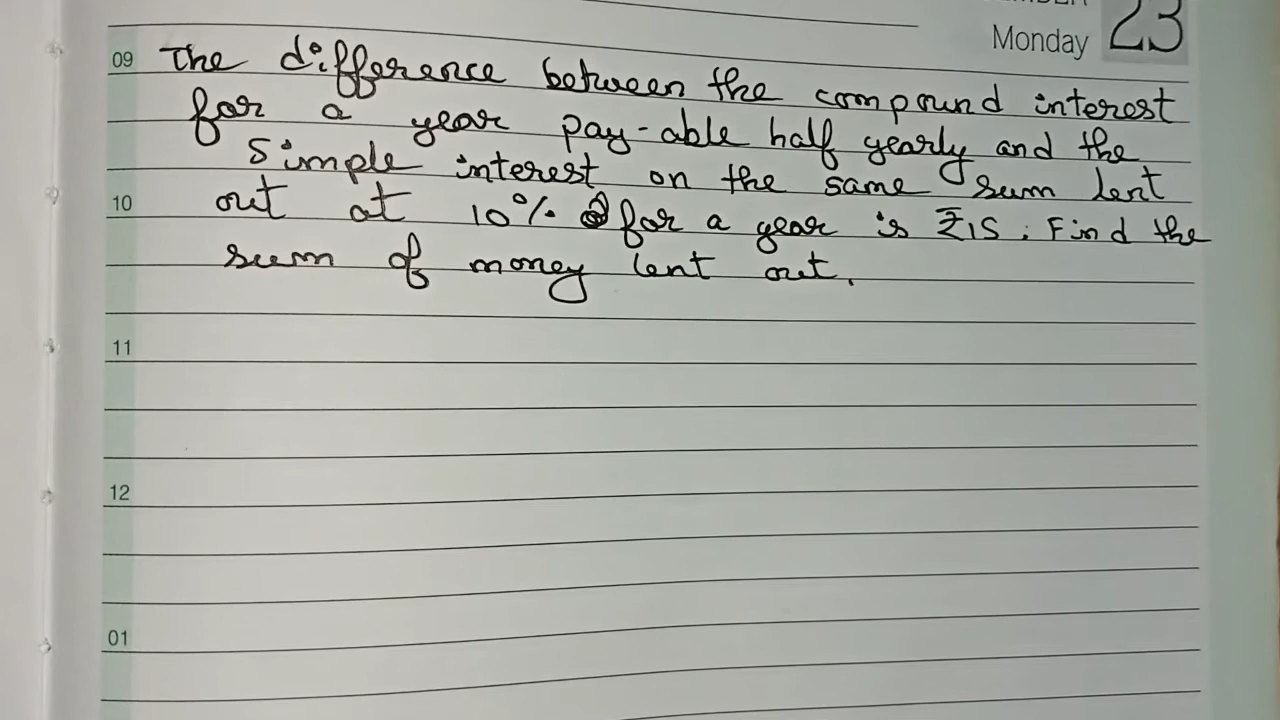 23
Monday
09 The difference between the compound interest
for a year pay-able half yearly and the
Simple interest on the same sum lent
10 out at 10% for a year is ₹15. Find the
sum of money lent out.
11
12
01